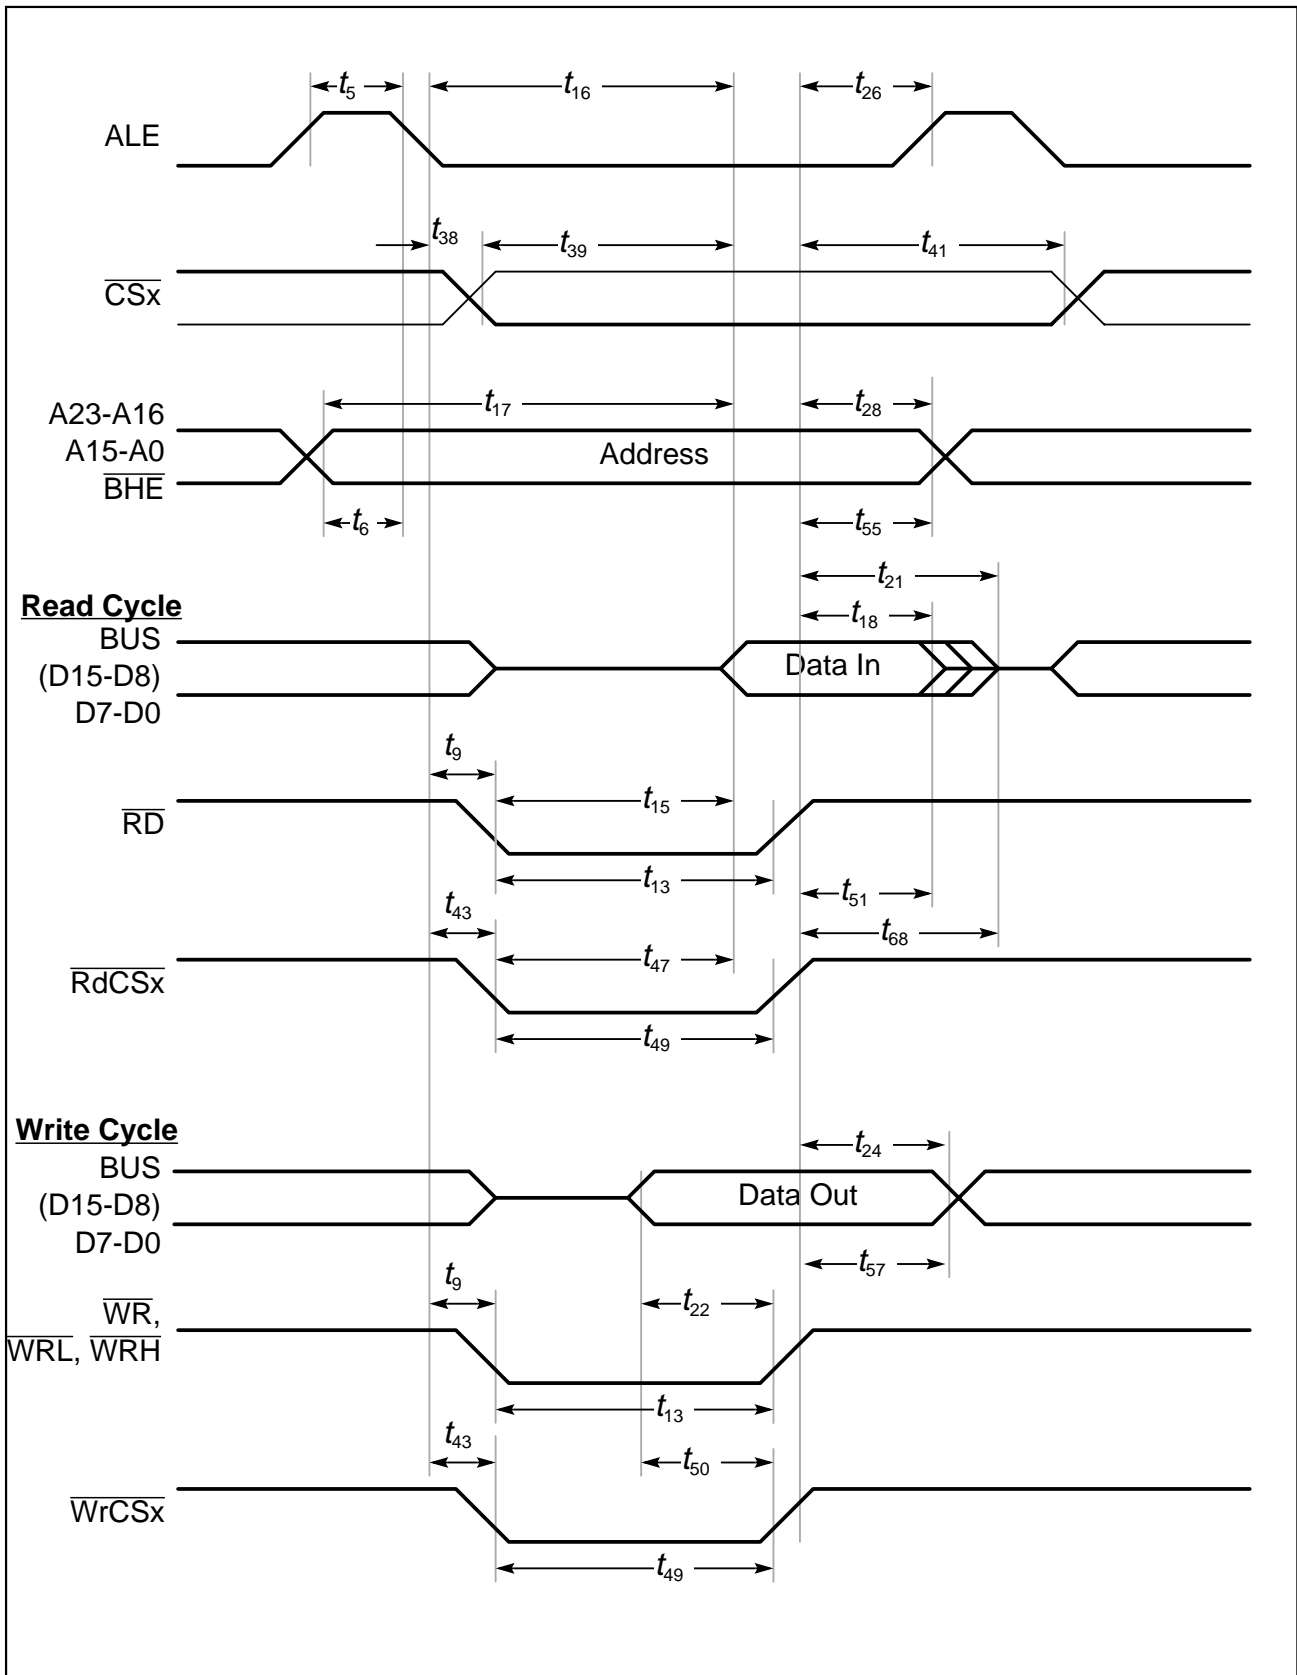 t5 t16 t26
ALE
t38 t39 t41
CSx
t17 t28
A23-A16
A15-A0 Address
BHE
t6 t55
t21
Read Cycle t18
BUS
(D15-D8) Data In
D7-D0
t9
t15
RD
t13 t51
t43 t68
t47
RdCSx
t49
Write Cycle t24
BUS
(D15-D8) Data Out
D7-D0
t57
t9 t22
WR,
WRL, WRH
t13
t43 t50
WrCSx
t49